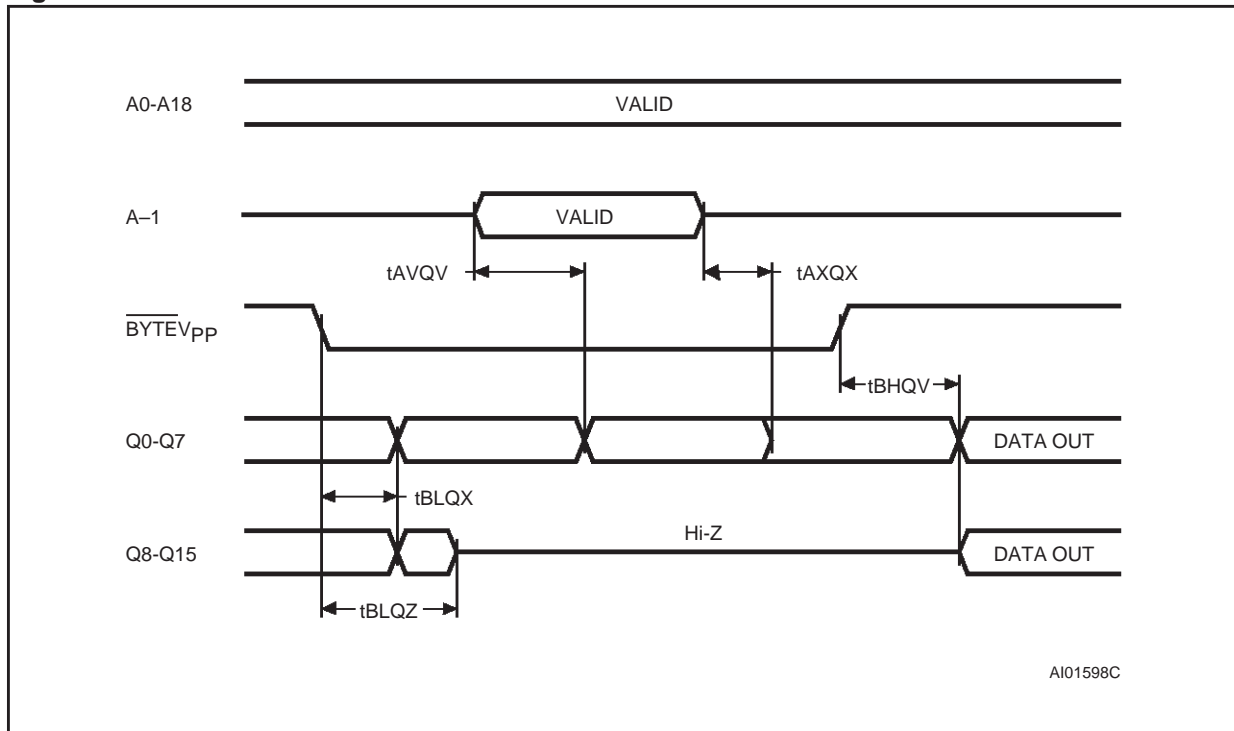 A0-A18 VALID
A–1 VALID
tAVQV tAXQX
BYTEVPP
tBHQV
Q0-Q7 DATA OUT
tBLQX
Hi-Z
Q8-Q15 DATA OUT
tBLQZ
AI01598C